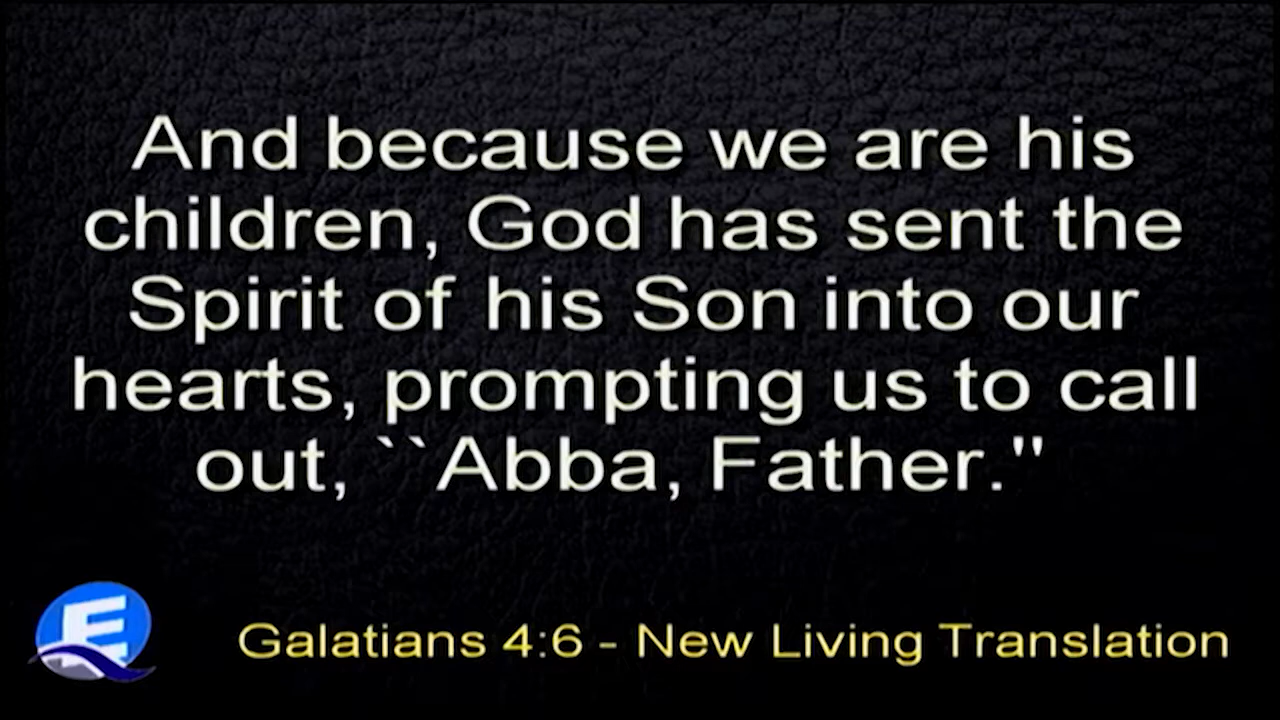 And because we are his
children, God has sent the
Spirit of his Son into our
hearts, prompting us to call
out, ``Abba, Father.''
E
Galatians 4:6 - New Living Translation